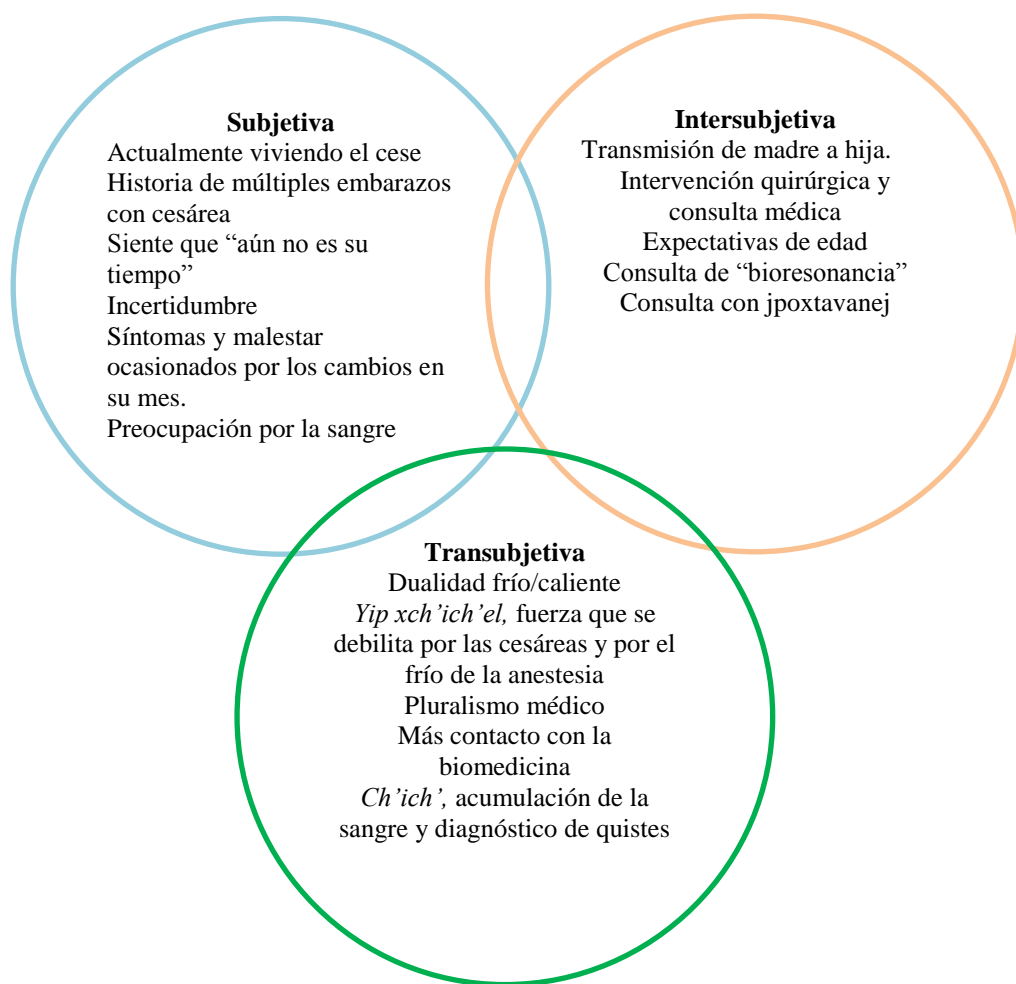 Subjetiva
Actualmente viviendo el cese
Historia de múltiples embarazos
con cesárea
Siente que “aún no es su
tiempo”
Incertidumbre
Síntomas y malestar
ocasionados por los cambios en
su mes.
Preocupación por la sangre
Intersubjetiva
Transmisión de madre a hija.
Intervención quirúrgica y
consulta médica
Expectativas de edad
Consulta de “bioresonancia”
Consulta con jpoxtavanej
Transubjetiva
Dualidad frío/caliente
Yip xch’ich’el, fuerza que se
debilita por las cesáreas y por el
frío de la anestesia
Pluralismo médico
Más contacto con la
biomedicina
Ch’ich’, acumulación de la
sangre y diagnóstico de quistes